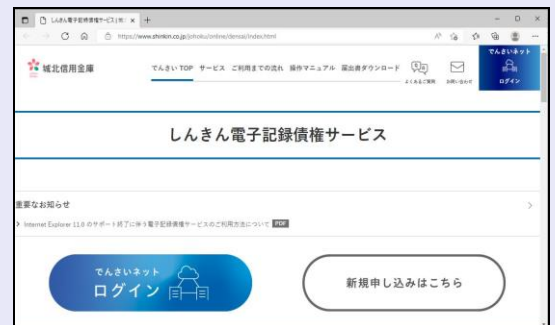 しんきん電子記録債権サービス | 城
https://www.shinkin.co.jp/johoku/online/densai/index.html
城北信用金庫
でんさい TOP サービス ご利用までの流れ 操作マニュアル 届出書ダウンロード
よくあるご質問
お問い合わせ
でんさいネット
ログイン
しんきん電子記録債権サービス
重要なお知らせ
Internet Explorer 11.0 のサポート終了に伴う電子記録債権サービスのご利用方法について PDF
でんさいネット
ログイン
新規申し込みはこちら